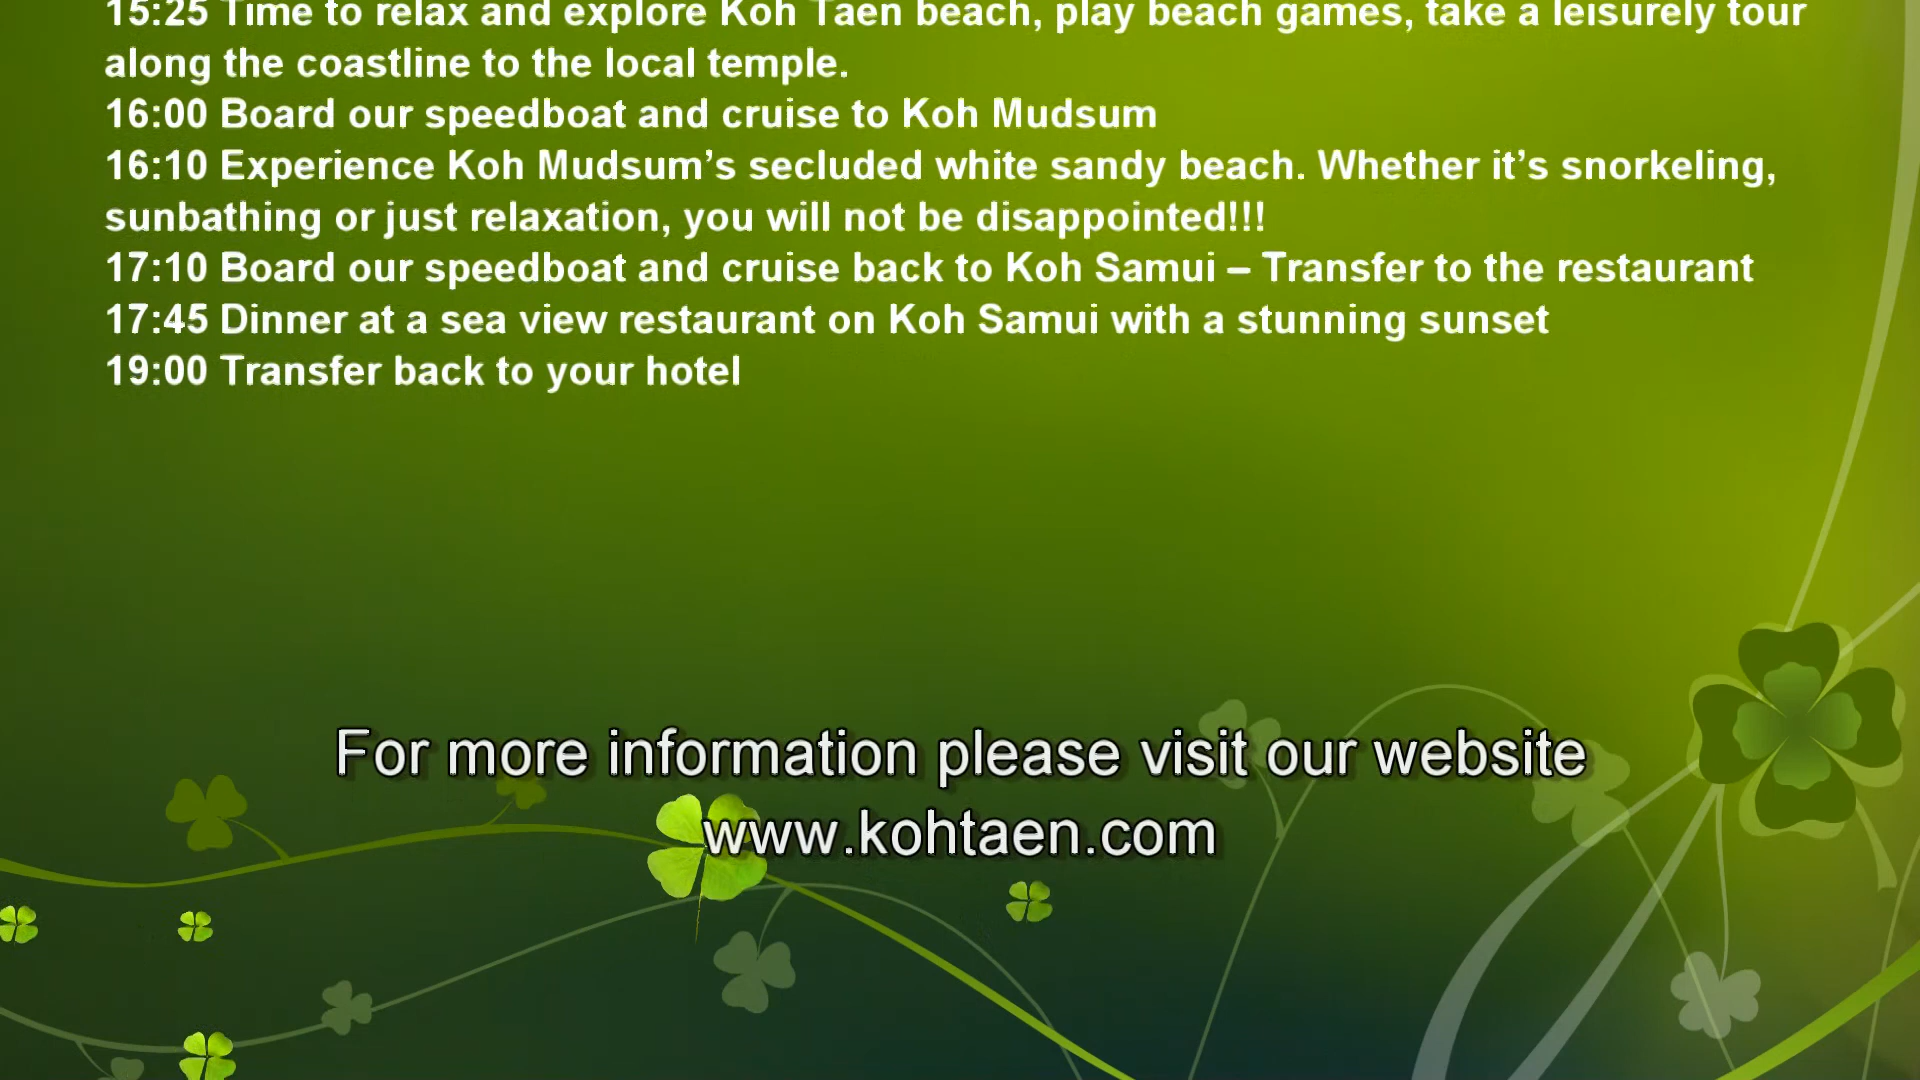 15:25 Time to relax and explore Koh Taen beach, play beach games, take a leisurely tour
along the coastline to the local temple.
16:00 Board our speedboat and cruise to Koh Mudsum
16:10 Experience Koh Mudsum’s secluded white sandy beach. Whether it’s snorkeling,
sunbathing or just relaxation, you will not be disappointed!!!
17:10 Board our speedboat and cruise back to Koh Samui – Transfer to the restaurant
17:45 Dinner at a sea view restaurant on Koh Samui with a stunning sunset
19:00 Transfer back to your hotel
For more information please visit our website
www.kohtaen.com